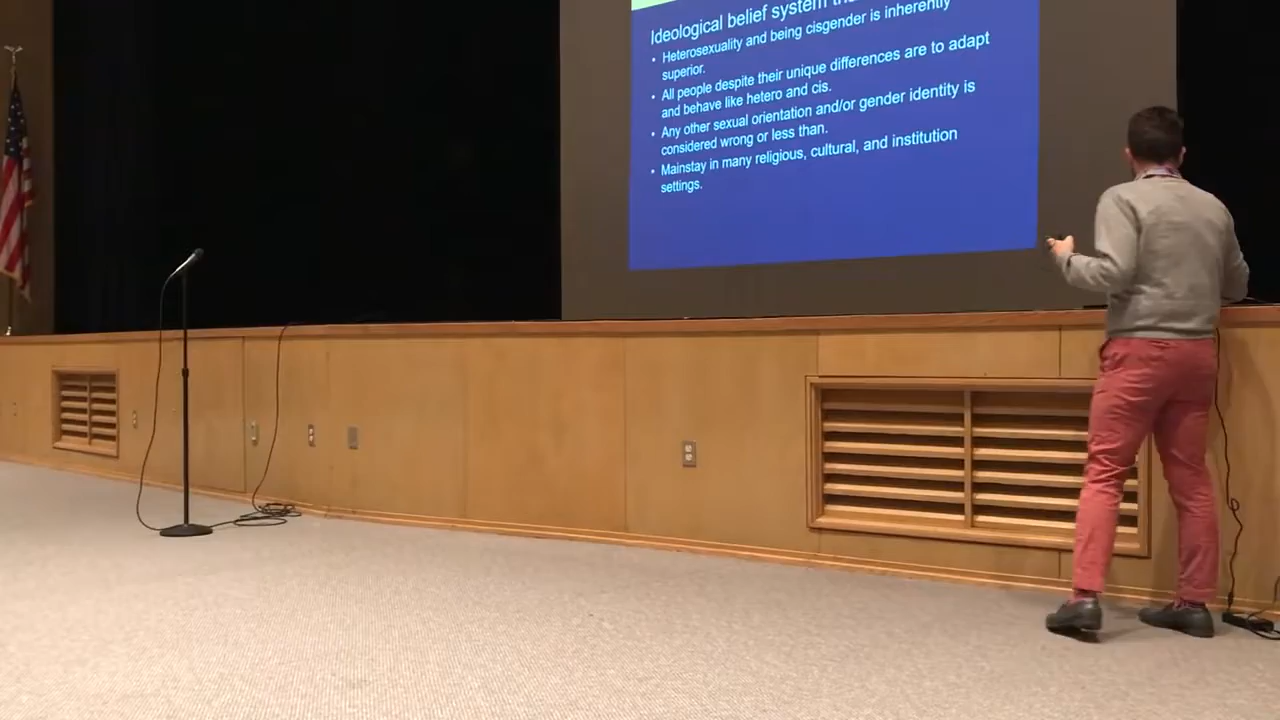 Ideological belief system
• Heterosexuality and being cisgender is inherently
superior.
• All people despite their unique differences are to adapt
and behave like hetero and cis.
• Any other sexual orientation and/or gender identity is
considered wrong or less than.
• Mainstay in many religious, cultural, and institution
settings.